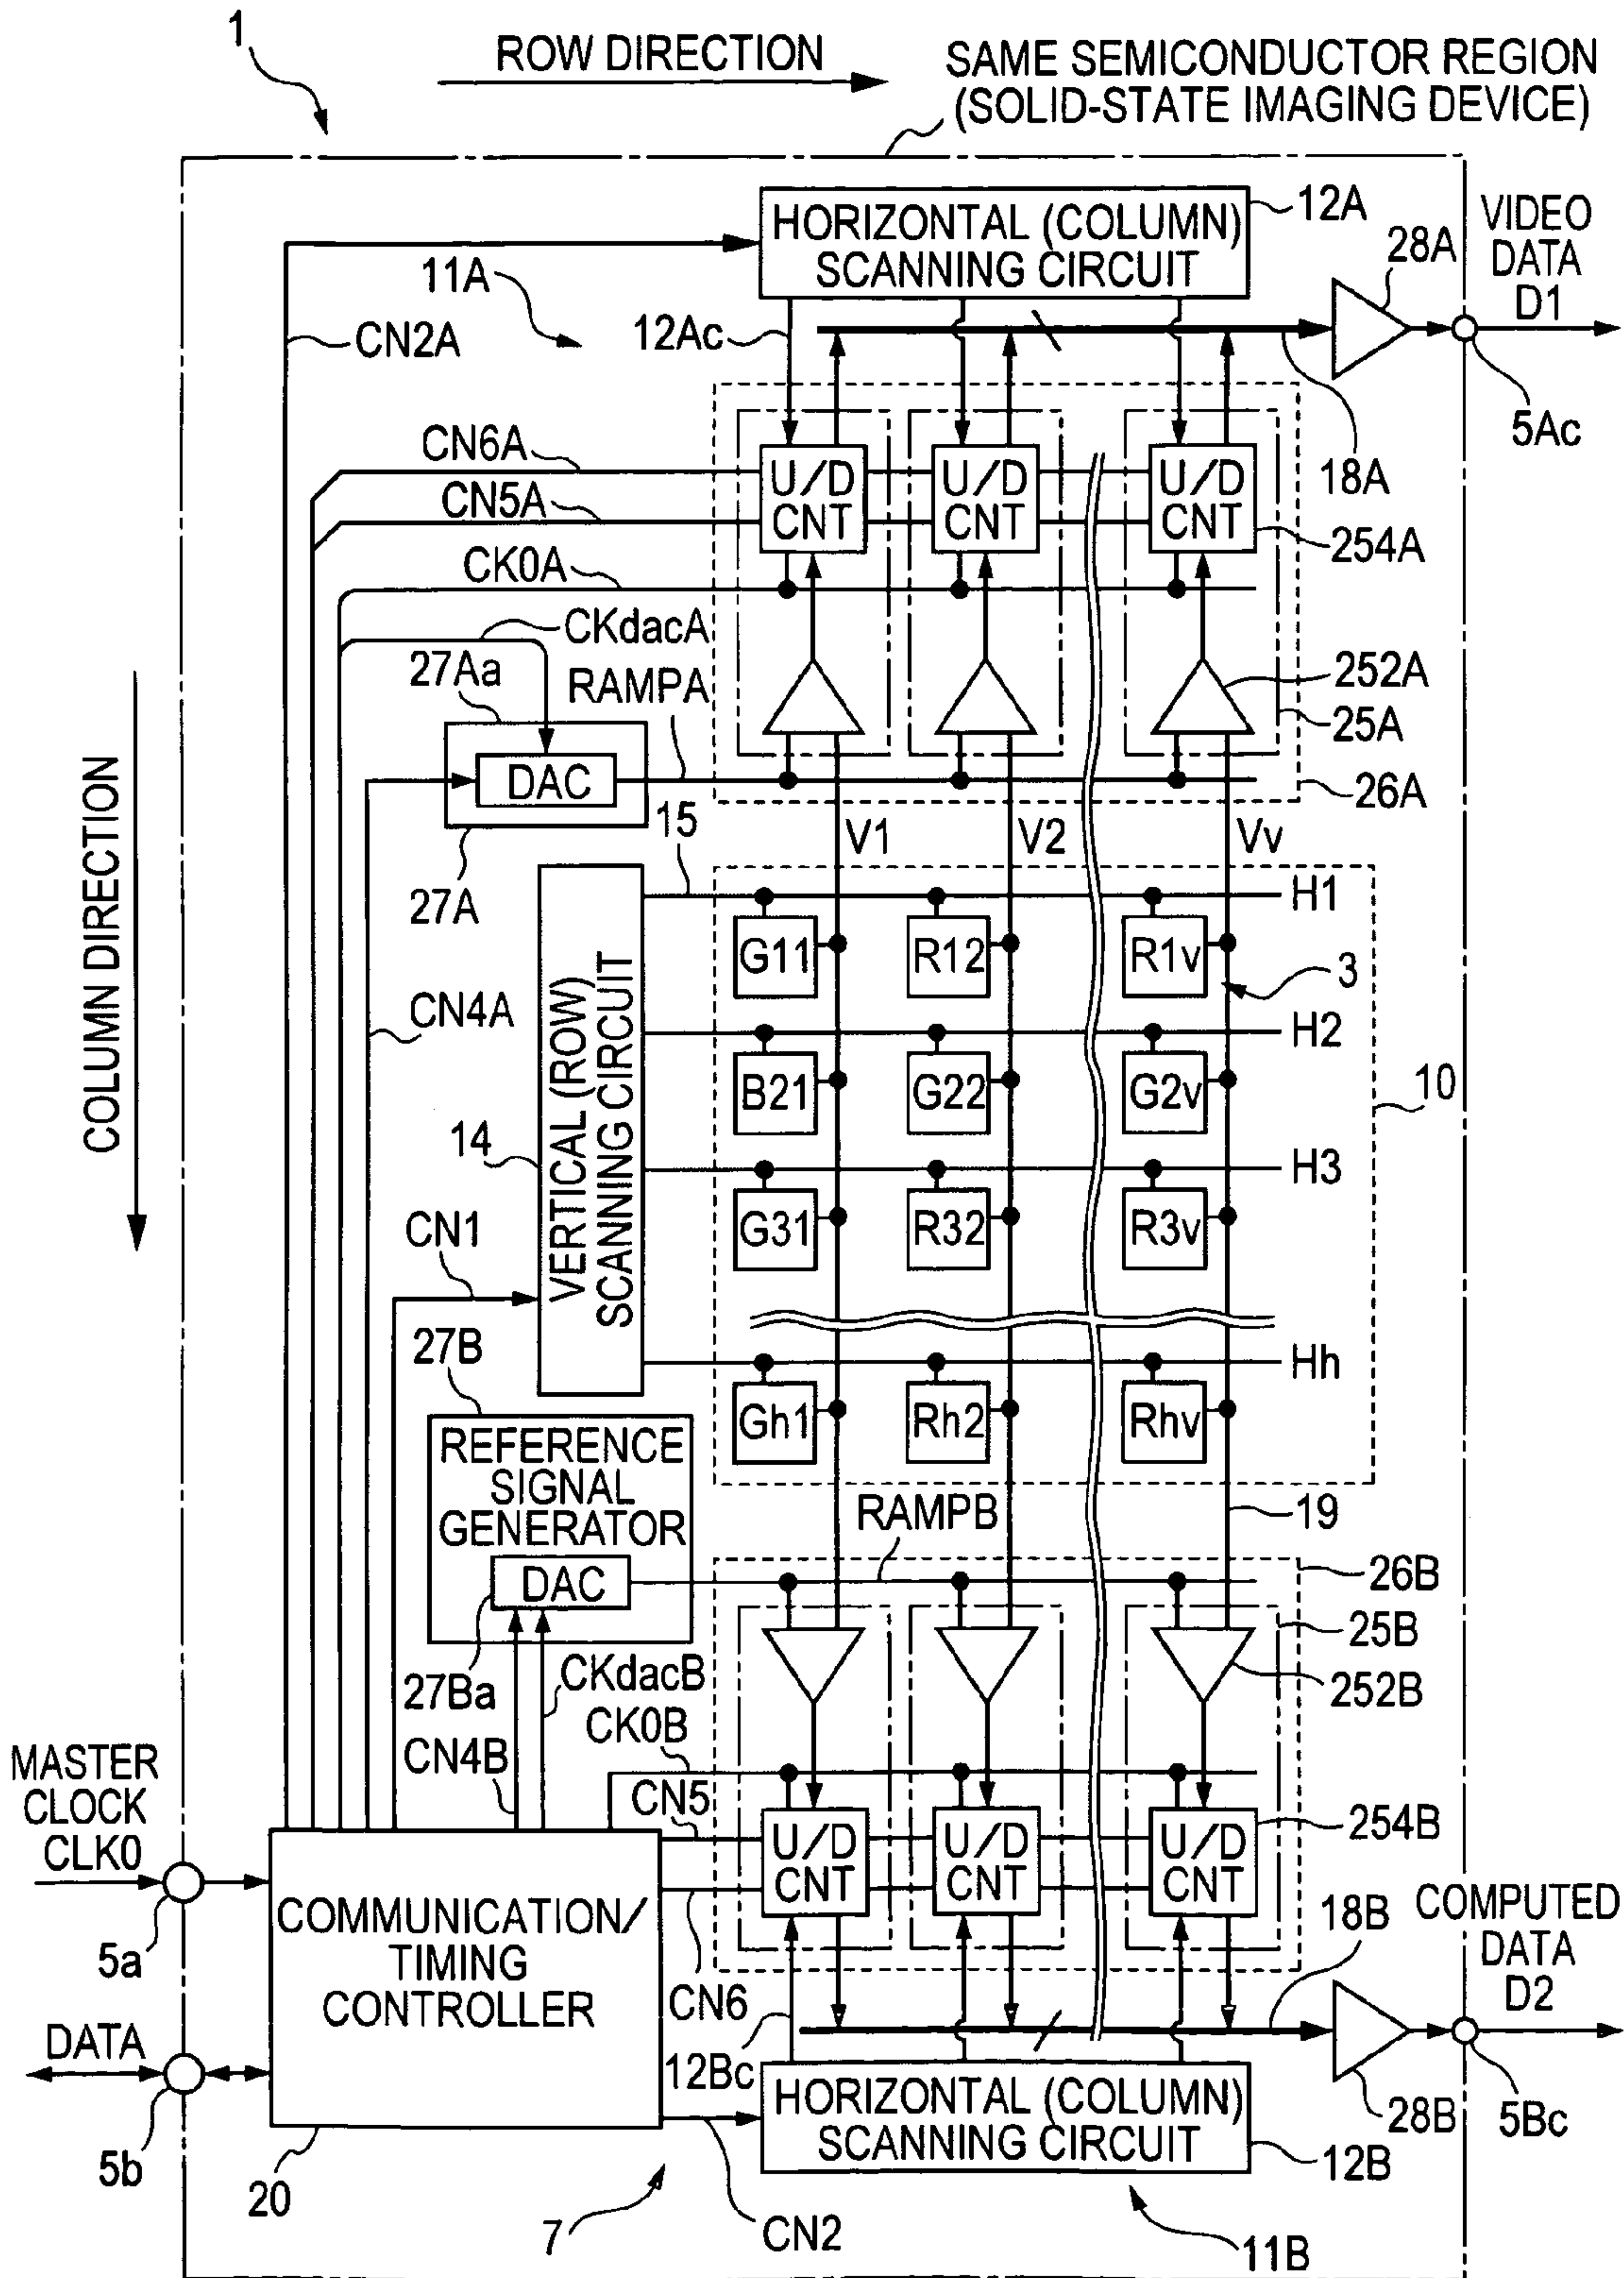 1
ROW DIRECTION
SAME SEMICONDUCTOR REGION
(SOLID-STATE IMAGING DEVICE)
12A
HORIZONTAL (COLUMN)
SCANNING CIRCUIT
VIDEO
DATA
D1
28A
11A
12Ac
CN2A
5Ac
18A
CN6A
CN5A
U/D
CNT
U/D
CNT
U/D
CNT
254A
CK0A
CKdacA
27Aa
RAMPA
252A
25A
DAC
26A
27A
15
V1
V2
Vv
COLUMN DIRECTION
H1
G11
R12
R1v
3
CN4A
H2
B21
G22
G2v
10
14
VERTICAL (ROW)
SCANNING CIRCUIT
H3
G31
R32
R3v
CN1
27B
Hh
Gh1
Rh2
Rhv
REFERENCE
SIGNAL
GENERATOR
DAC
RAMPB
19
26B
25B
252B
27Ba
CKdacB
CK0B
CN4B
CN5
MASTER
CLOCK
CLK0
5a
U/D
CNT
U/D
CNT
U/D
CNT
254B
COMMUNICATION/
TIMING
CONTROLLER
18B
COMPUTED
DATA
D2
CN6
DATA
5b
12Bc
HORIZONTAL (COLUMN)
SCANNING CIRCUIT
28B
5Bc
12B
20
7
CN2
11B